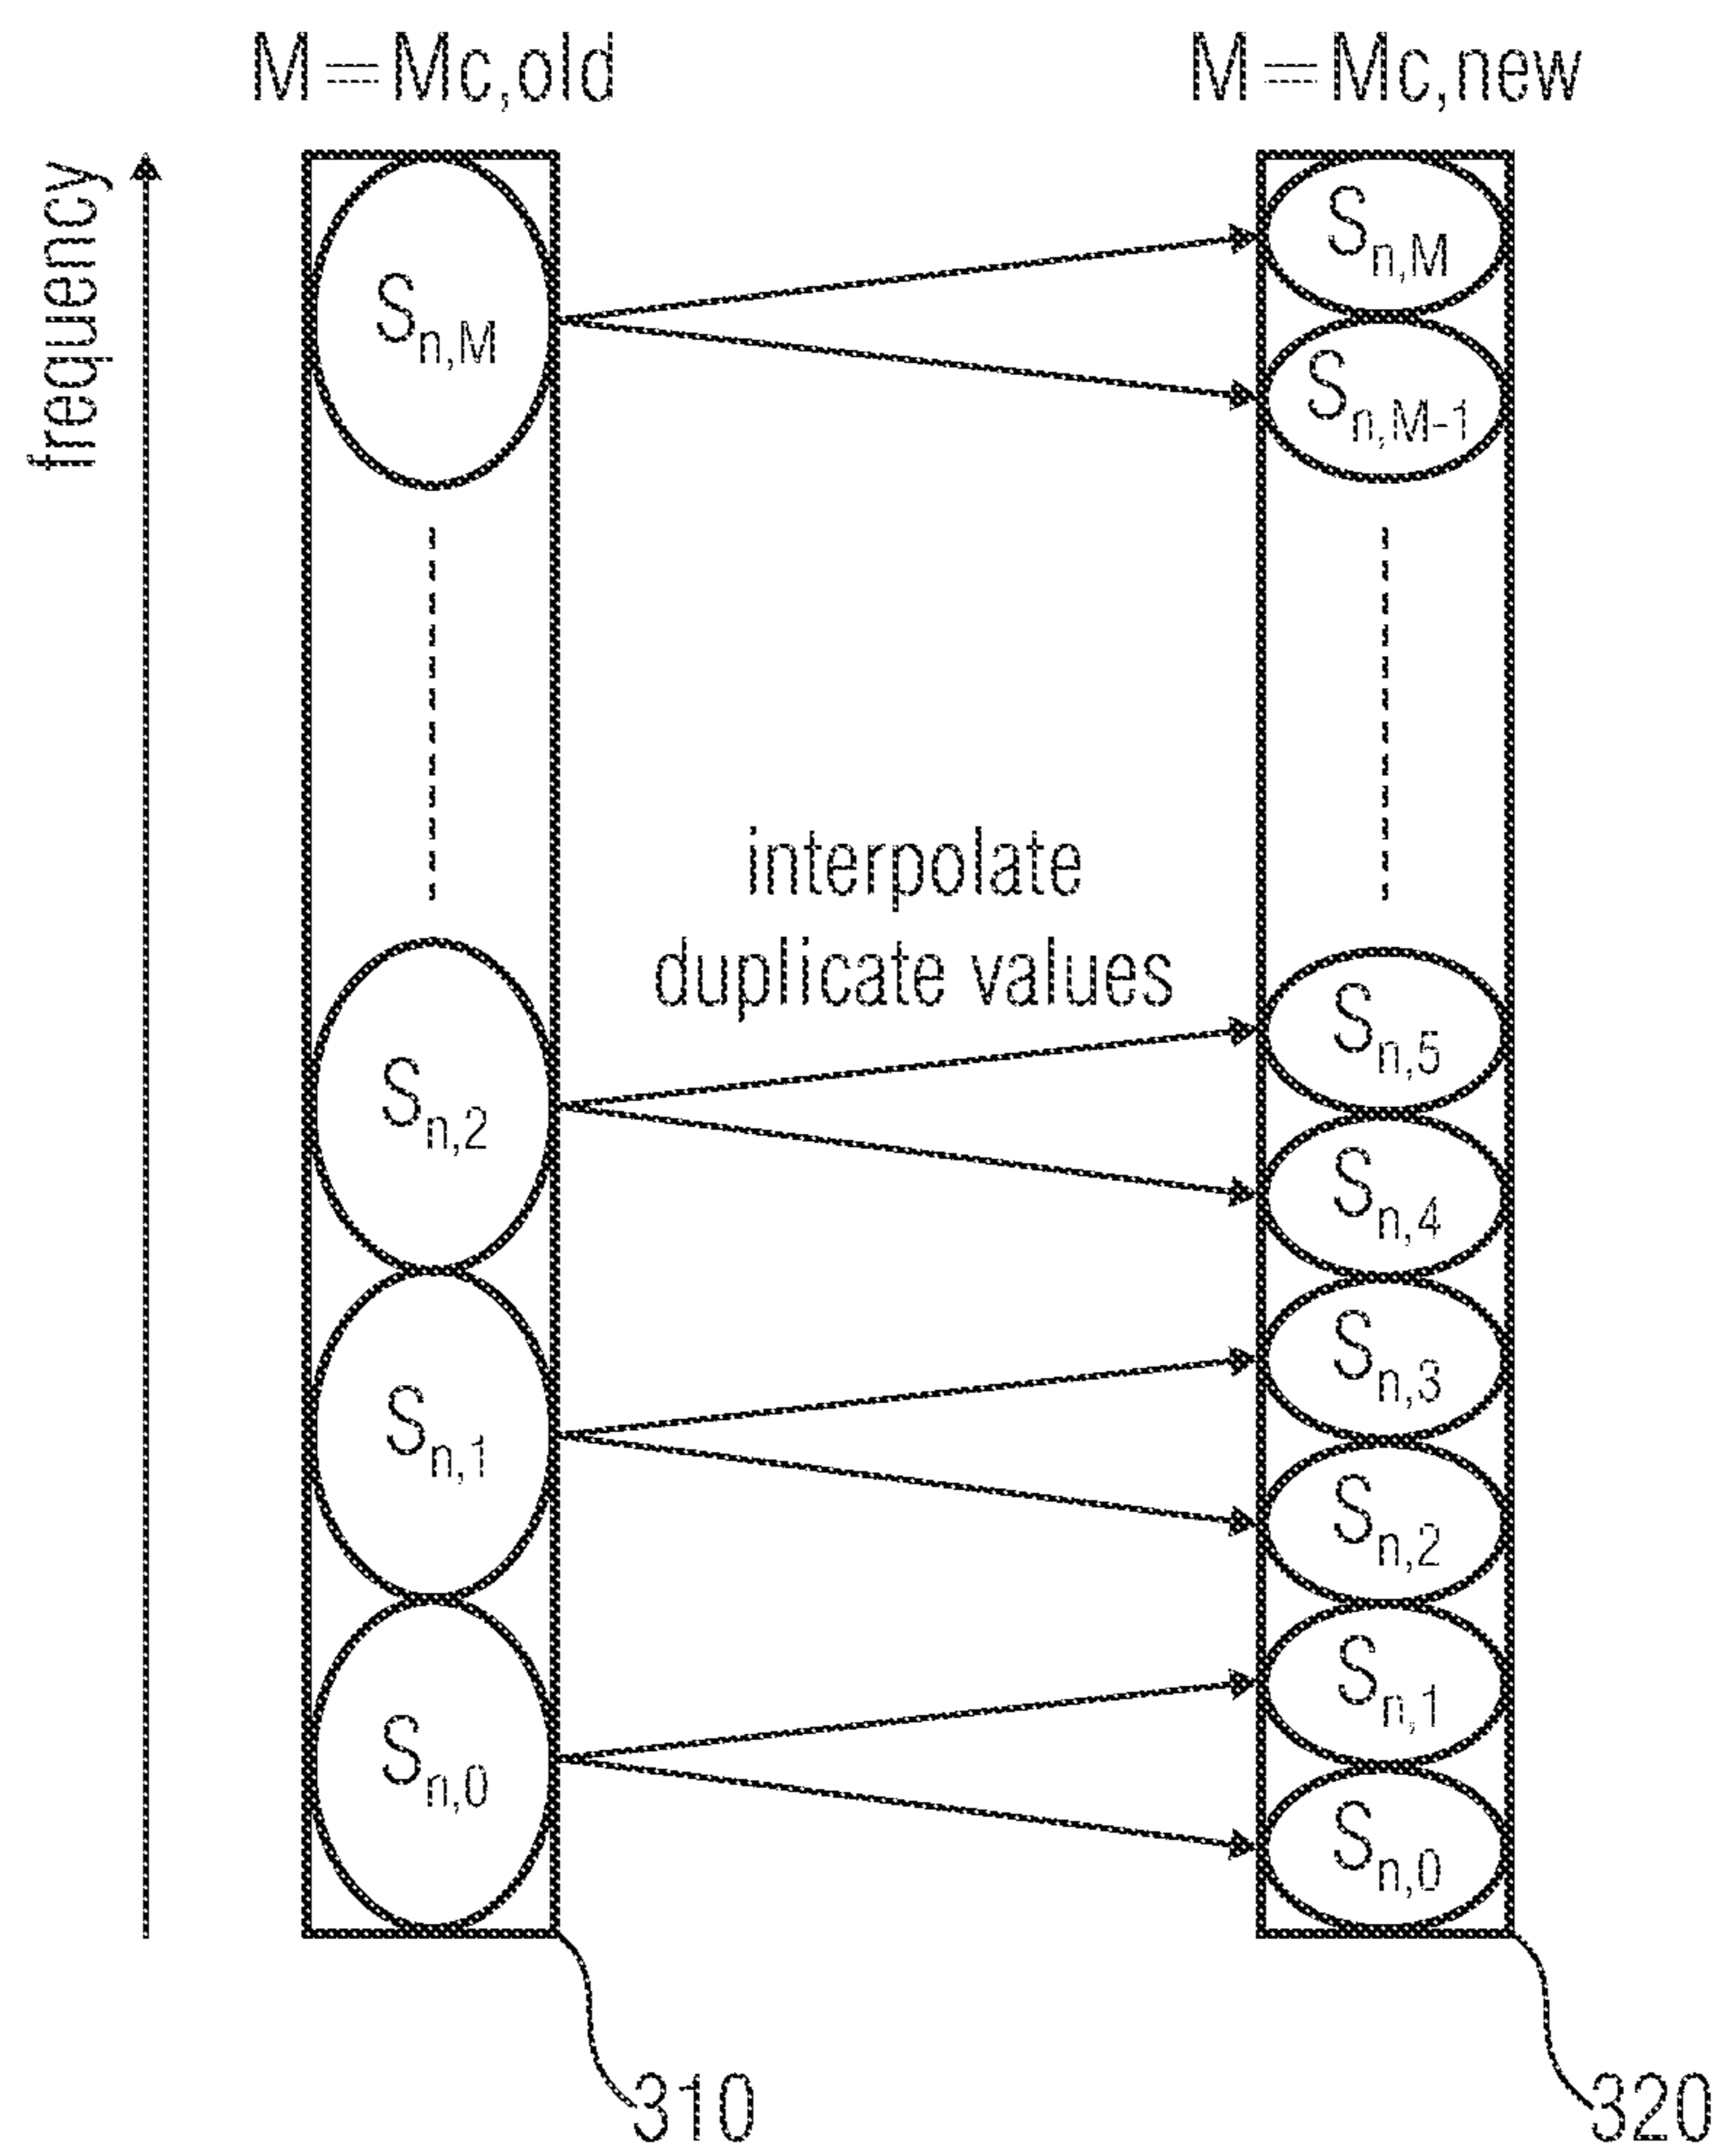 M=Mc,old
M=Mc,new
frequency
Sn,M
Sn,M
Sn,M-1
interpolate
duplicate values
Sn,2
Sn,1
Sn,0
Sn,5
Sn,4
Sn,3
Sn,2
Sn,1
Sn,0
310
320